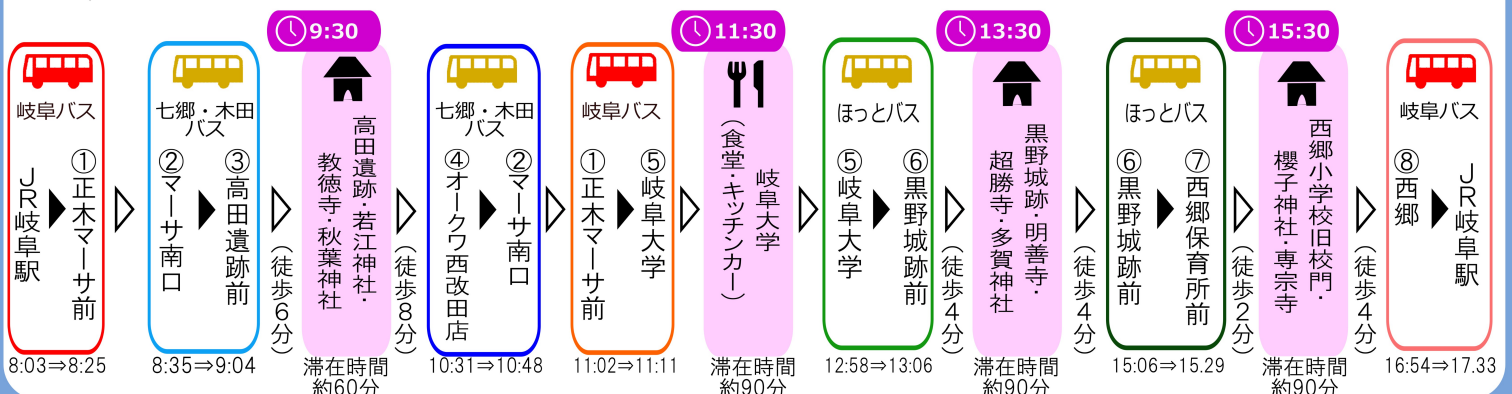 岐阜バス
JR岐阜駅
①正木マーサ前
8:03⇒8:25
七郷・木田
バス
②マーサ南口
③高田遺跡前
8:35⇒9:04
(徒歩6分)
9:30
高田遺跡・若江神社・
教徳寺・秋葉神社
滞在時間
約60分
(徒歩8分)
七郷・木田
バス
④オークワ西改田店
②マーサ南口
10:31⇒10:48
岐阜バス
①正木マーサ前
⑤岐阜大学
11:02⇒11:11
11:30
岐阜大学
(食堂・キッチンカー)
滞在時間
約90分
ほっとバス
⑤岐阜大学
⑥黒野城跡前
12:58⇒13:06
(徒歩4分)
13:30
黒野城跡・明善寺・
超勝寺・多賀神社
滞在時間
約90分
(徒歩4分)
ほっとバス
⑥黒野城跡前
⑦西郷保育所前
15:06⇒15.29
(徒歩2分)
15:30
西郷小学校旧校門・
櫻子神社・専宗寺
滞在時間
約90分
(徒歩4分)
岐阜バス
⑧西郷
JR岐阜駅
16:54⇒17.33